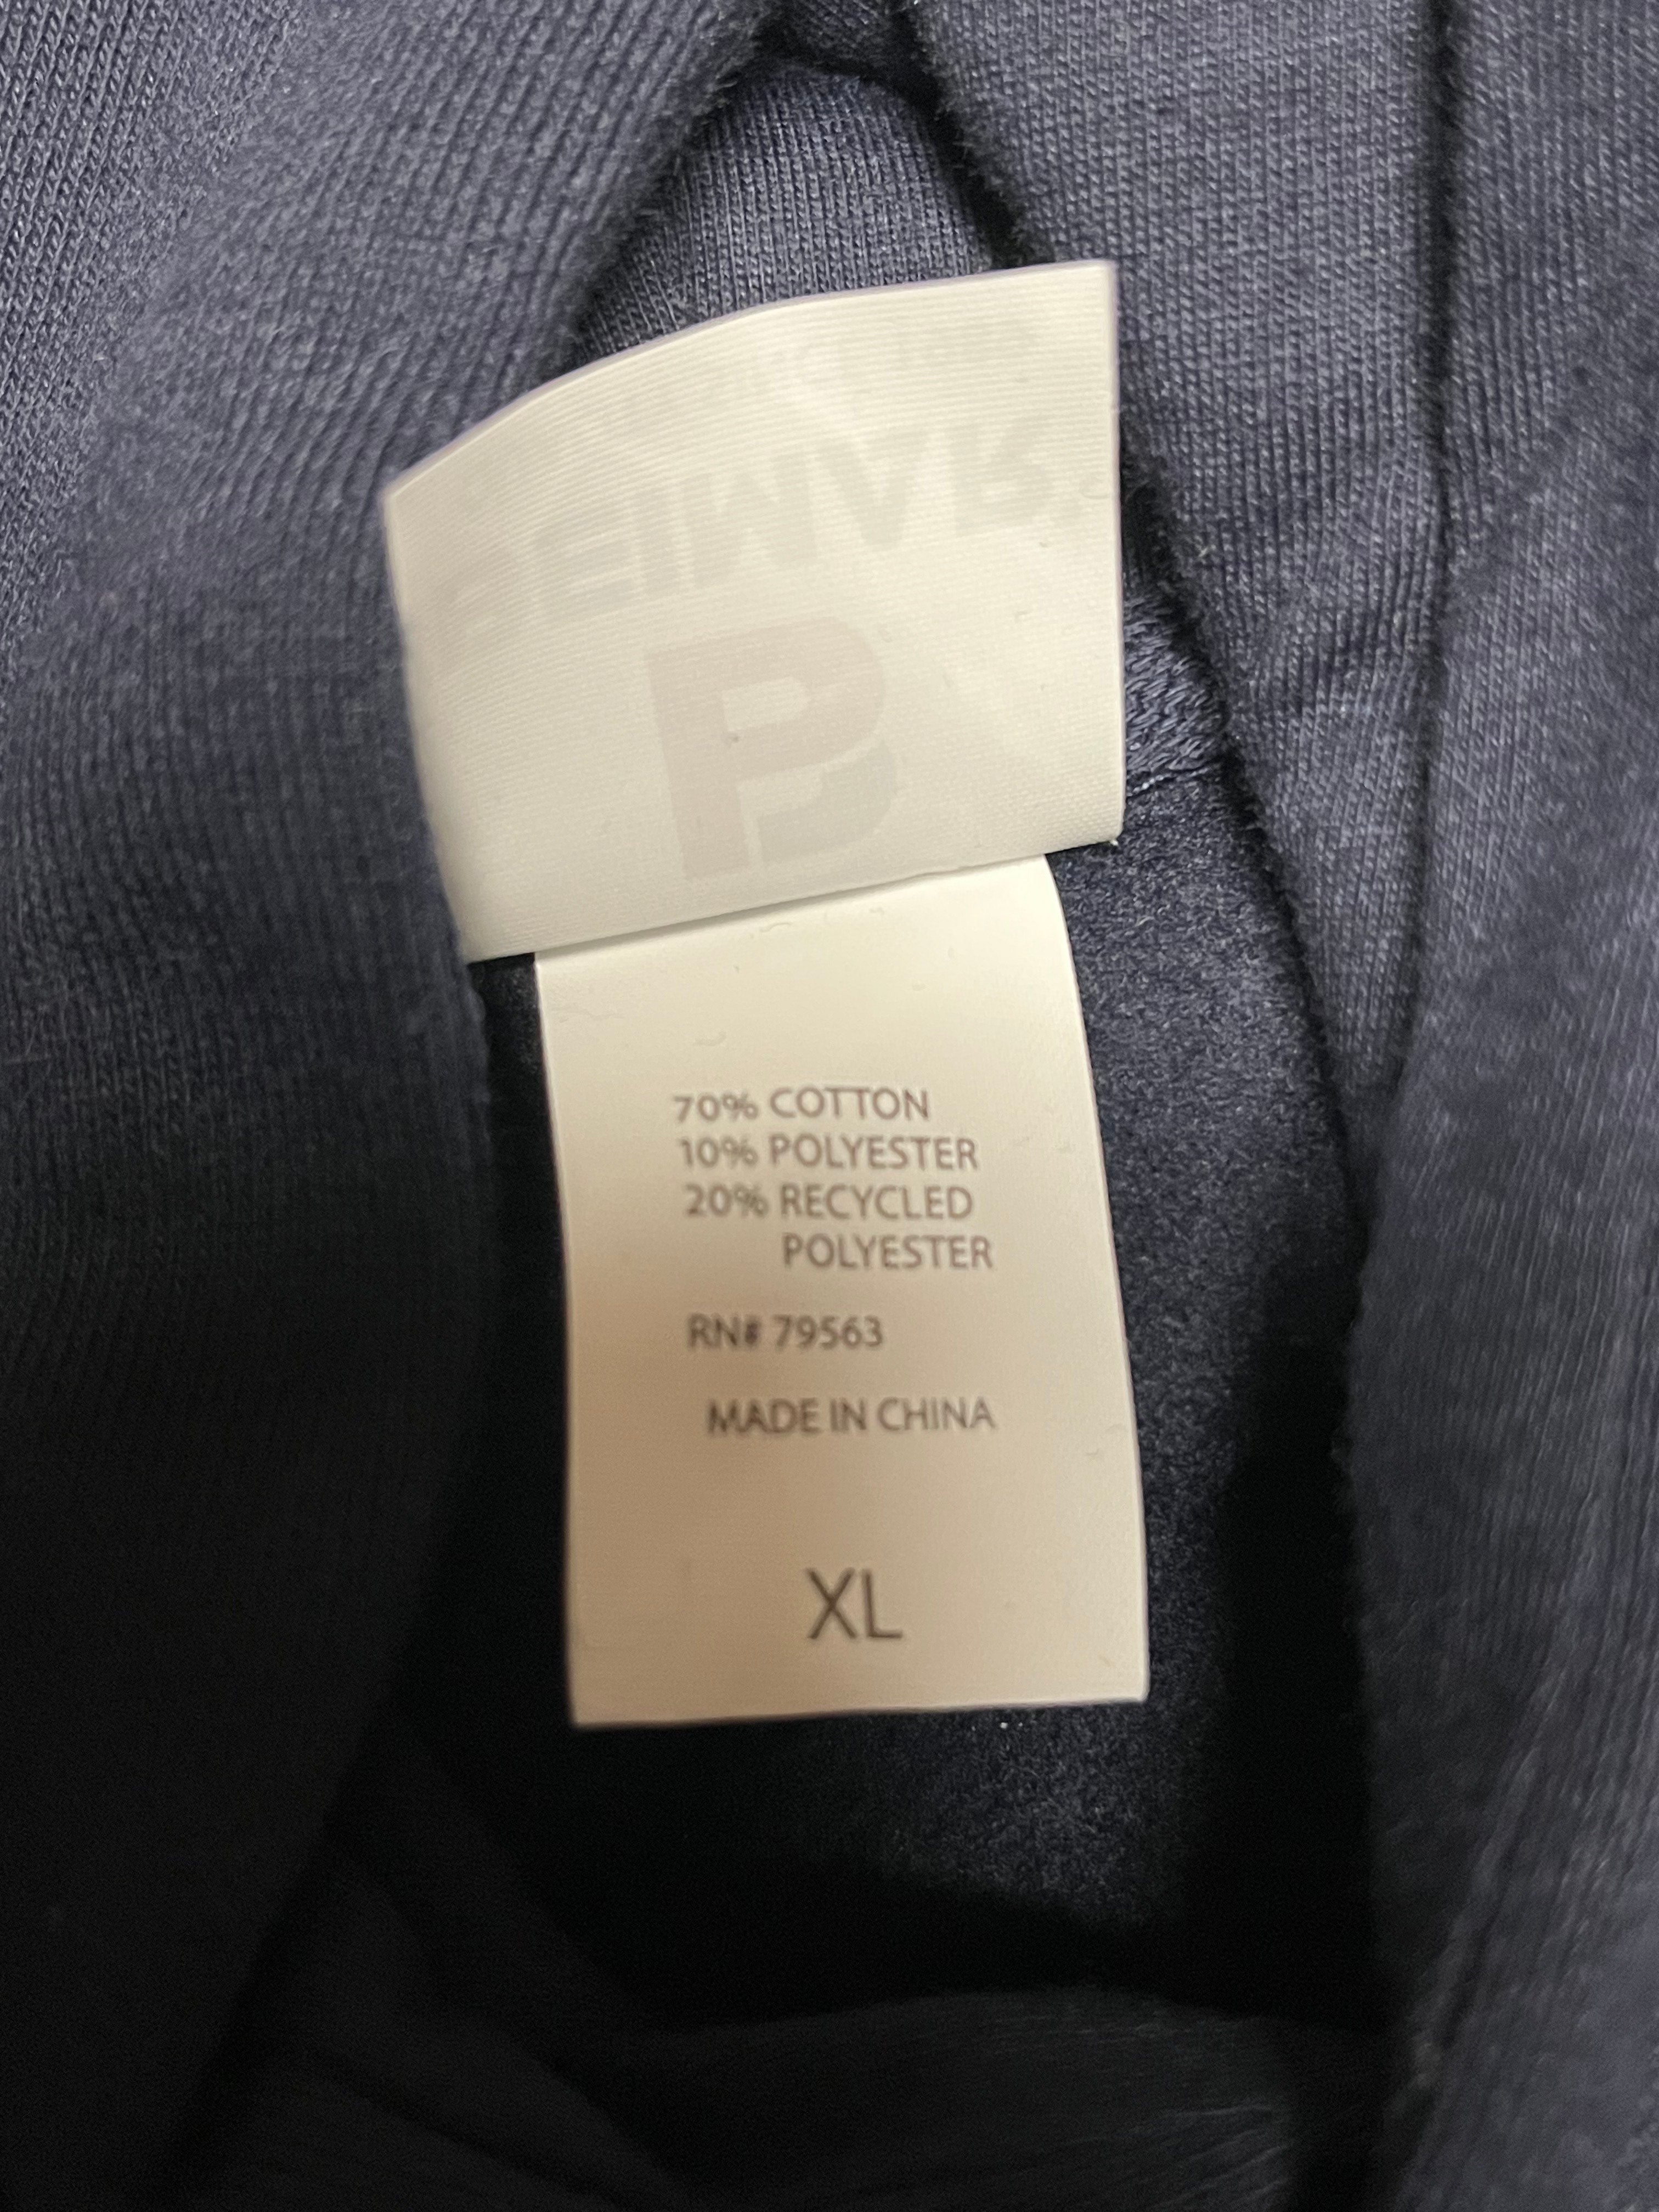 70% COTTON
10% POLYESTER
20% RECYCLED
POLYESTER
RN# 79563
MADE IN CHINA
XL